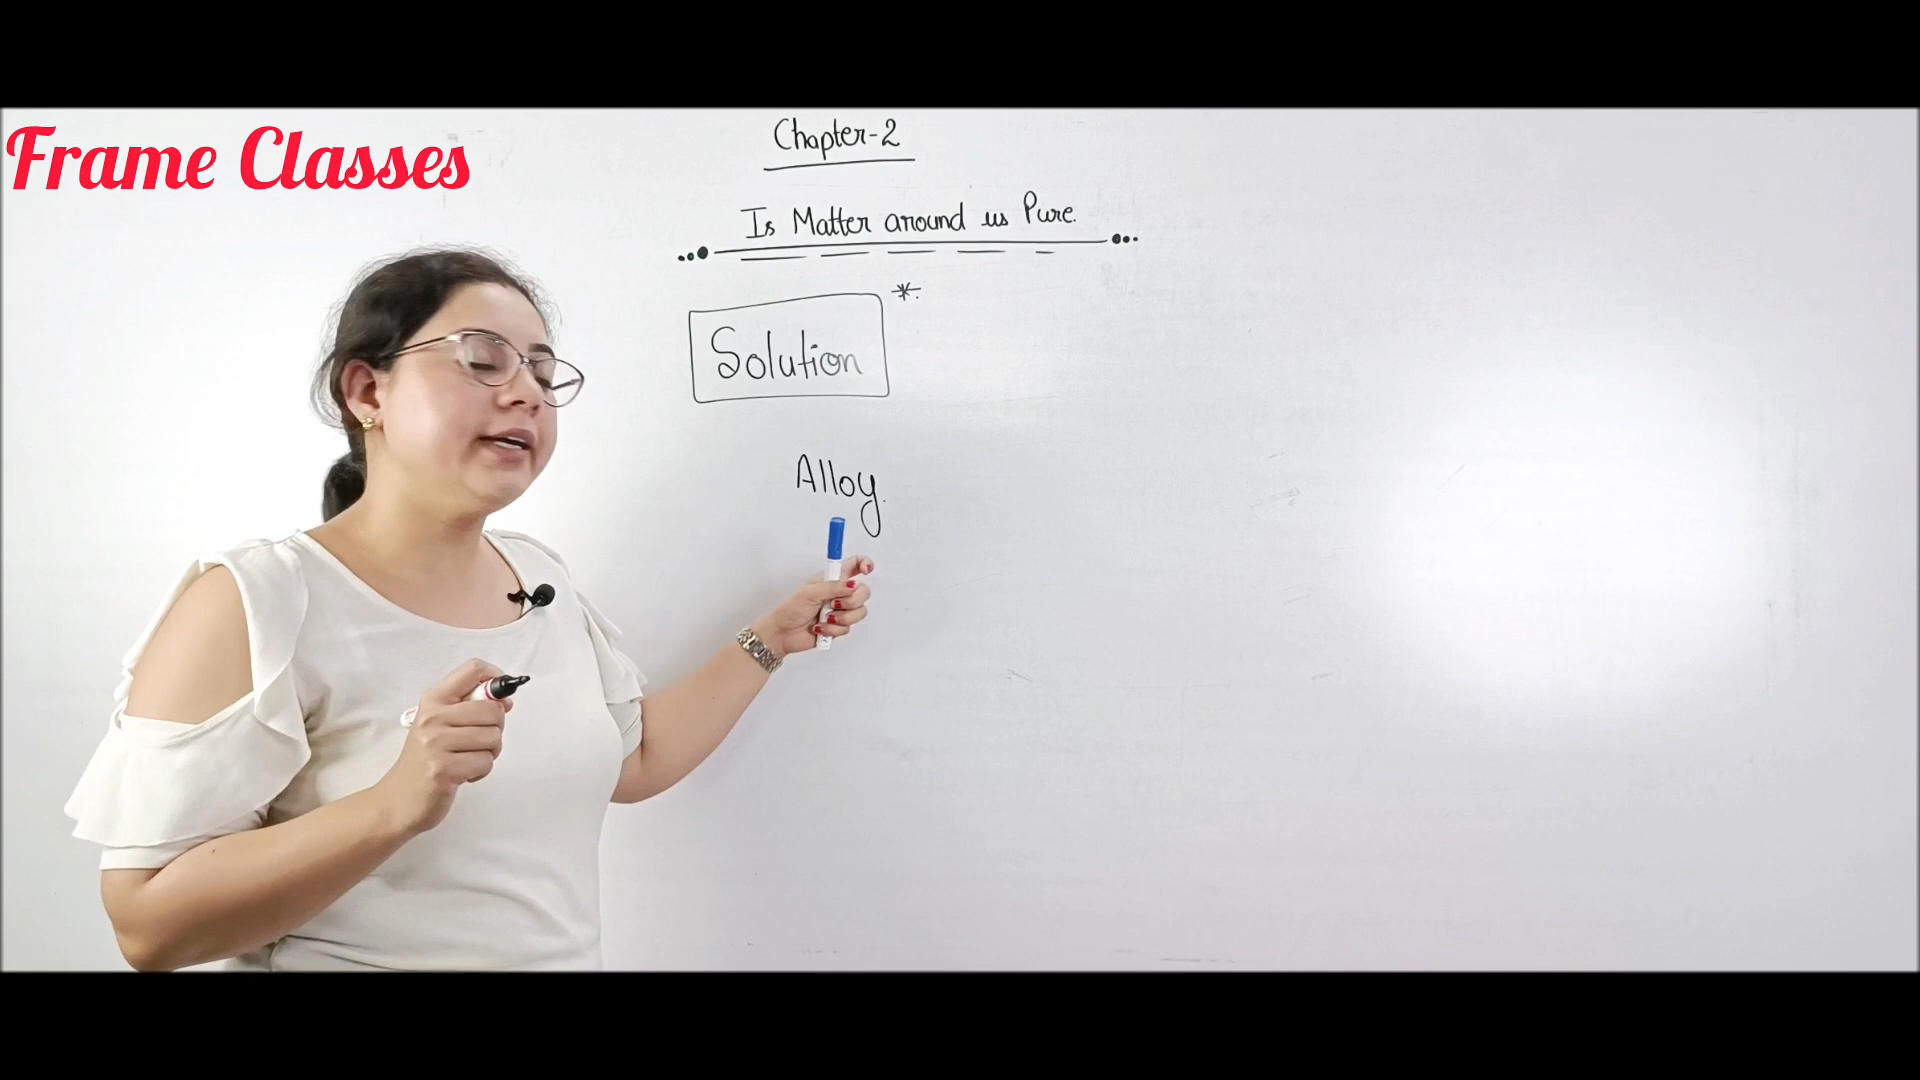 Frame Classes
Chapter-2
Is Matter around us Pure.
Solution *
Alloy.